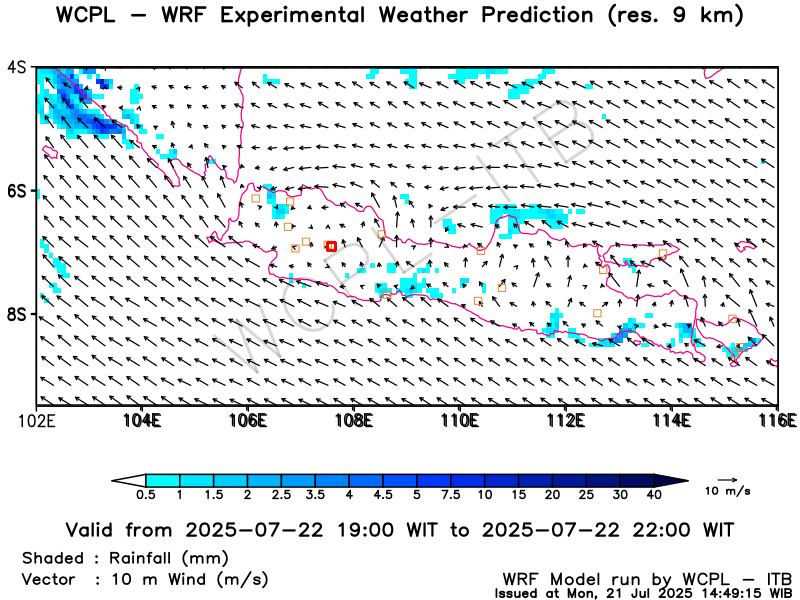 WCPL – WRF Experimental Weather Prediction (res. 9 km)
4S
6S
8S
102E 104E 106E 108E 110E 112E 114E 116E
WCPL-ITB
0.5 1 1.5 2 2.5 3.5 4 4.5 5 7.5 10 15 20 25 30 40
10 m/s
Valid from 2025-07-22 19:00 WIT to 2025-07-22 22:00 WIT
Shaded : Rainfall (mm)
Vector : 10 m Wind (m/s)
WRF Model run by WCPL – ITB
Issued at Mon, 21 Jul 2025 14:49:15 WIB